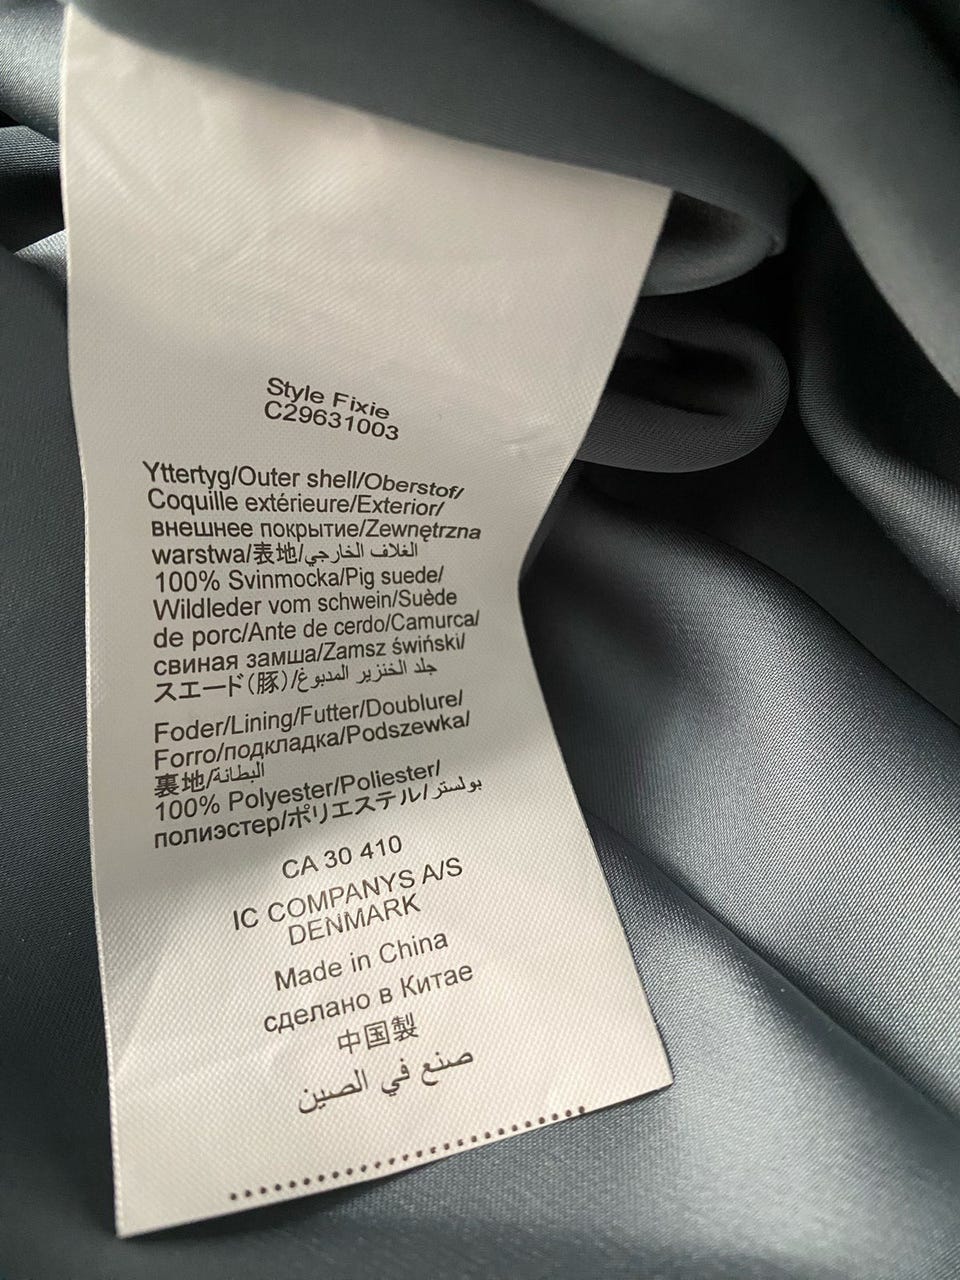 Style Fixie
C29631003
Yttertyg/Outer shell/Oberstof/
Coquille extérieure/Exterior/
внешнее покрытие/Zewnętrzna
warstwa/表地/الغلاف الخارجي
100% Svinmocka/Pig suede/
Wildleder vom schwein/Suède
de porc/Ante de cerdo/Camurca/
свиная замша/Zamsz świński/
スエード(豚)/جلد الخنزير المدبوغ
Foder/Lining/Futter/Doublure/
Forro/подкладка/Podszewka/
裏地/البطانة
100% Polyester/Poliester/
полиэстер/ポリエステル/بولستر
CA 30 410
IC COMPANYS A/S
DENMARK
Made in China
сделано в Китае
中国製
صنع في الصين